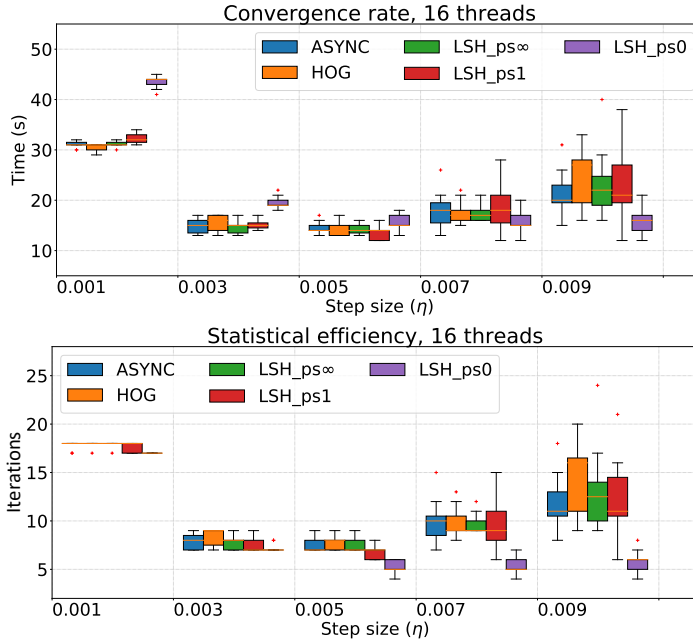 Convergence rate, 16 threads
ASYNC LSH_ps∞ LSH_ps0
HOG LSH_ps1
Time (s)
50
40
30
20
10
0.001 0.003 0.005 0.007 0.009
Step size (η)
Statistical efficiency, 16 threads
ASYNC LSH_ps∞ LSH_ps0
HOG LSH_ps1
Iterations
25
20
15
10
5
0.001 0.003 0.005 0.007 0.009
Step size (η)